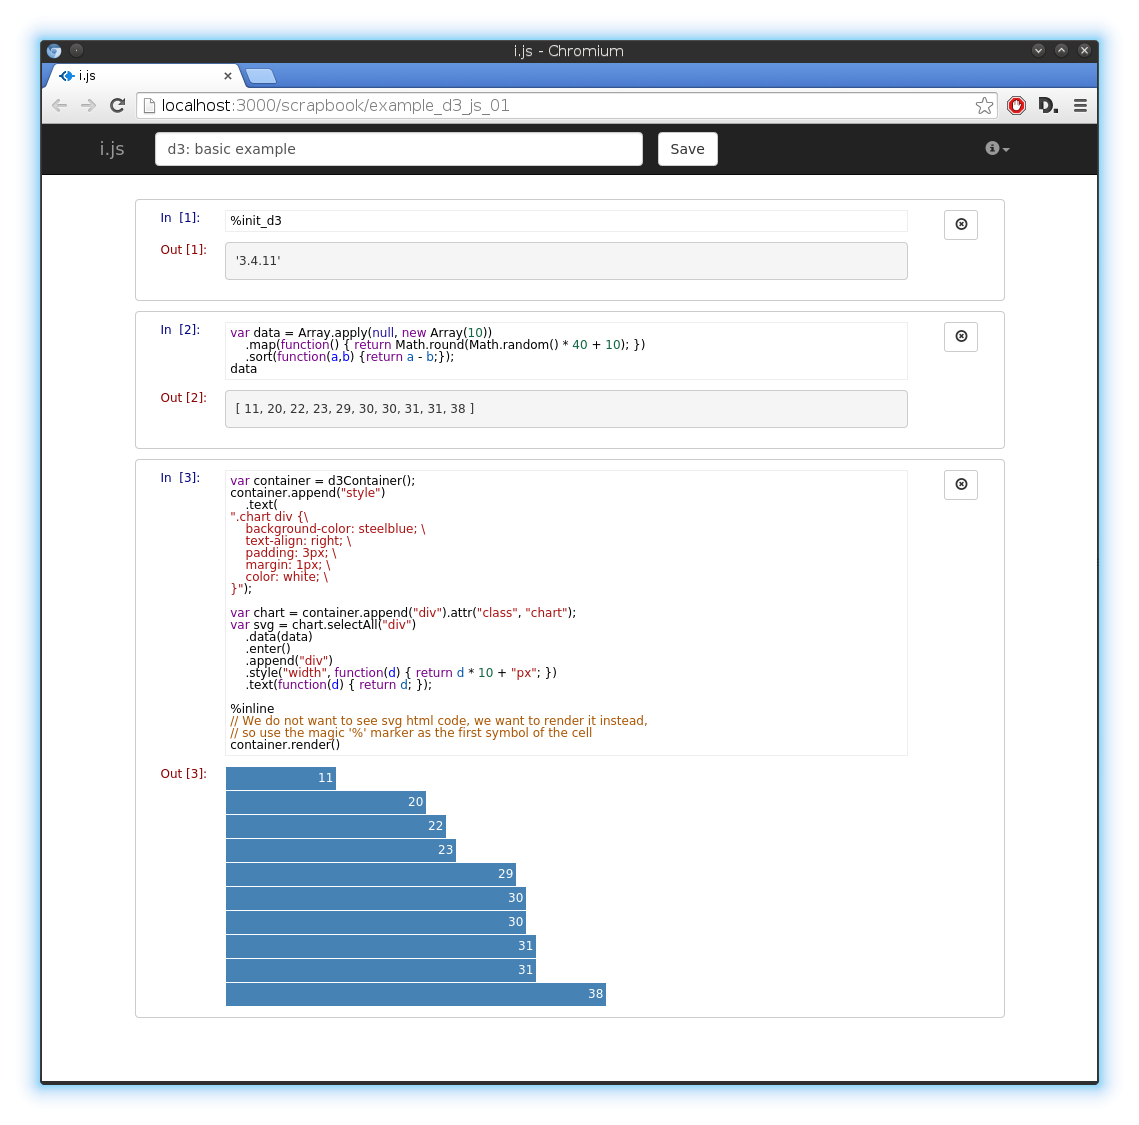 i.js - Chromium
i.js
localhost:3000/scrapbook/example_d3_js_01
D.
i.js
d3: basic example
Save
In [1]:
%init_d3
Out [1]:
'3.4.11'
In [2]:
var data = Array.apply(null, new Array(10))
    .map(function() { return Math.round(Math.random() * 40 + 10); })
    .sort(function(a,b) {return a - b;});
data
Out [2]:
[ 11, 20, 22, 23, 29, 30, 30, 31, 31, 38 ]
In [3]:
var container = d3Container();
container.append("style")
    .text(
".chart div {\
    background-color: steelblue; \
    text-align: right; \
    padding: 3px; \
    margin: 1px; \
    color: white; \
}");
var chart = container.append("div").attr("class", "chart");
var svg = chart.selectAll("div")
    .data(data)
    .enter()
    .append("div")
    .style("width", function(d) { return d * 10 + "px"; })
    .text(function(d) { return d; });
%inline
// We do not want to see svg html code, we want to render it instead,
// so use the magic '%' marker as the first symbol of the cell
container.render()
Out [3]:
11
20
22
23
29
30
30
31
31
38